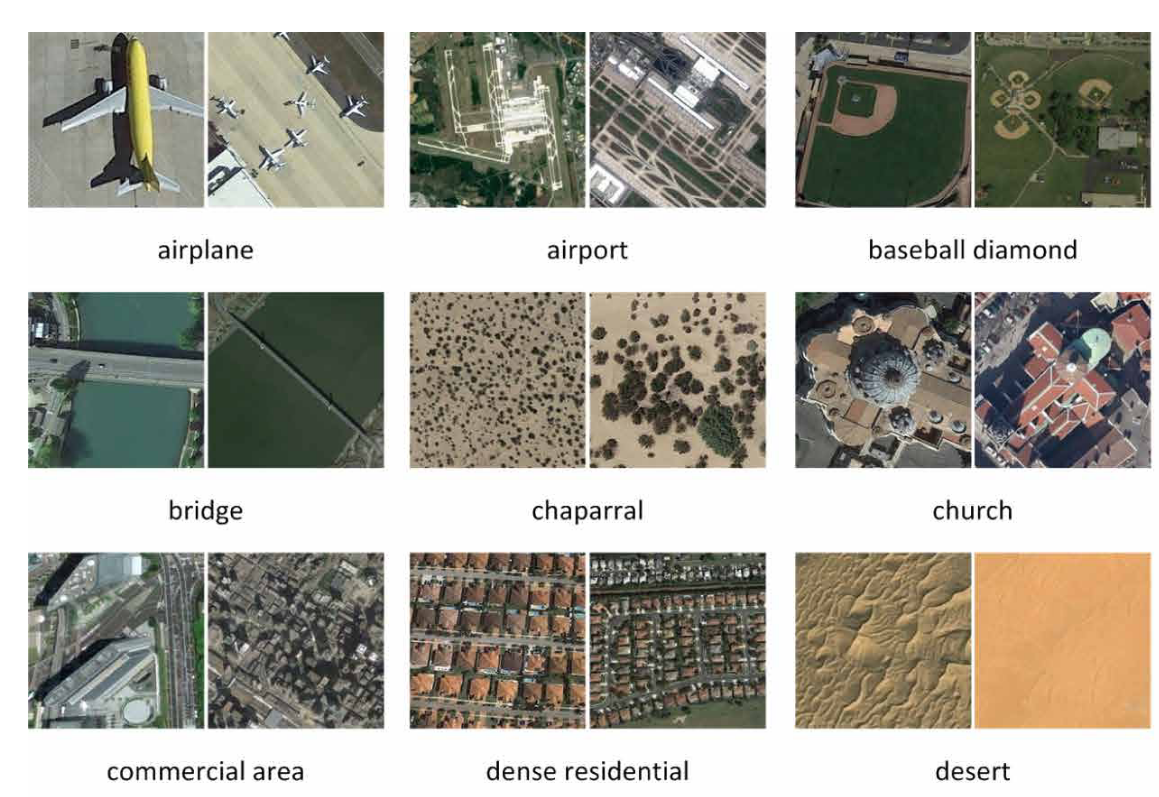 airplane
airport
baseball diamond
bridge
chaparral
church
commercial area
dense residential
desert